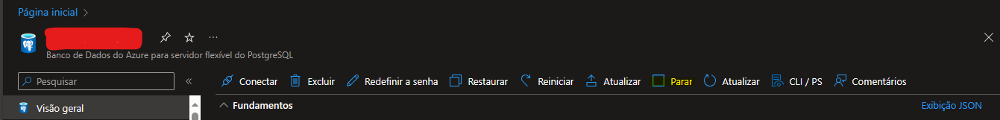 Página inicial >
...
Banco de Dados do Azure para servidor flexível do PostgreSQL
Pesquisar «
Conectar Excluir Redefinir a senha Restaurar Reiniciar Atualizar Parar Atualizar CLI / PS Comentários
Visão geral
Fundamentos Exibição JSON